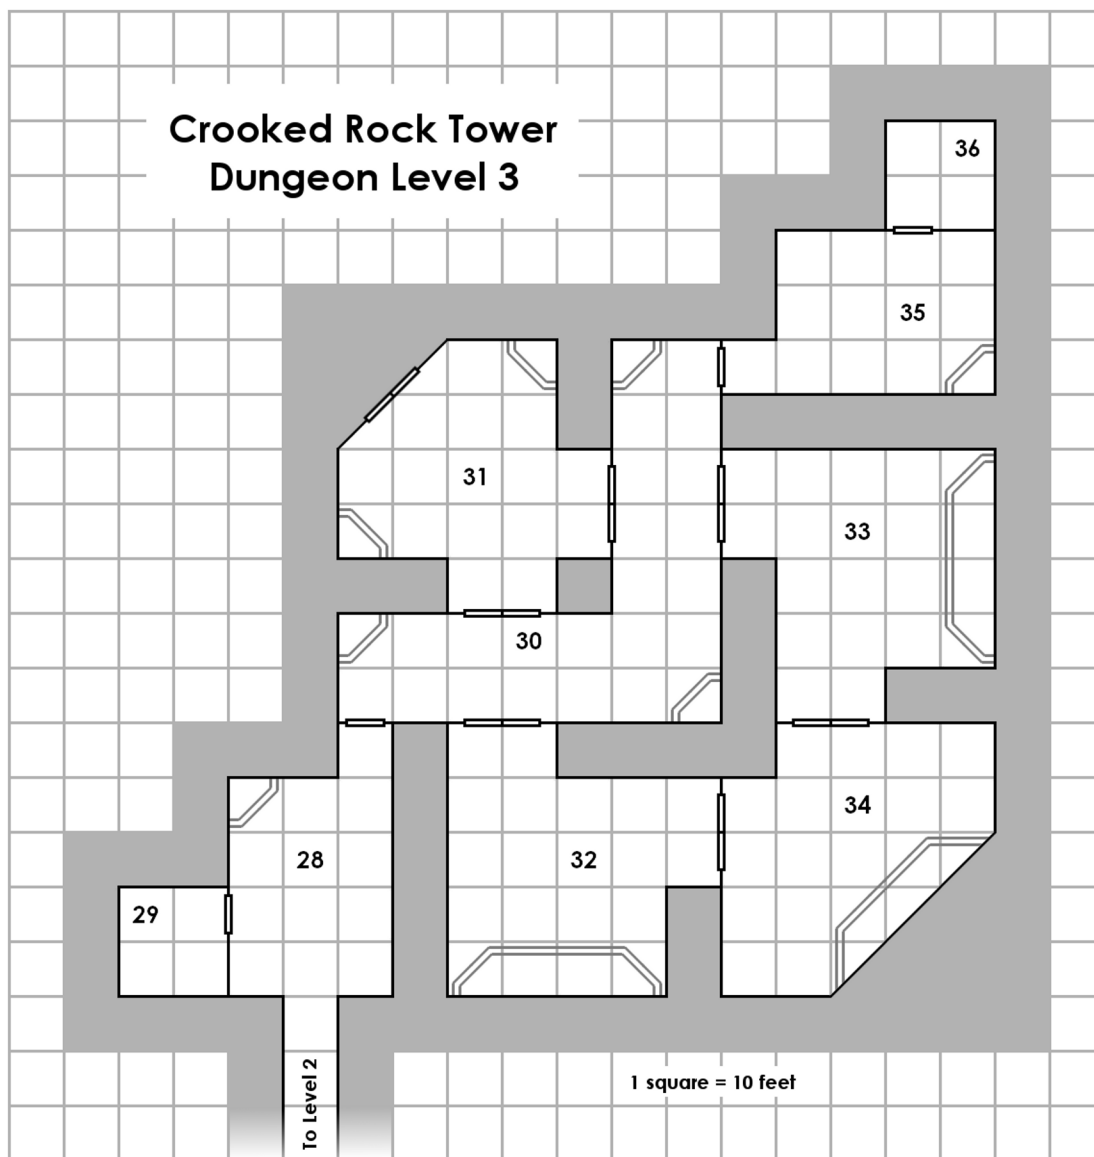 Crooked Rock Tower
Dungeon Level 3
36
35
31
33
30
34
28
32
29
1 square = 10 feet
To Level 2